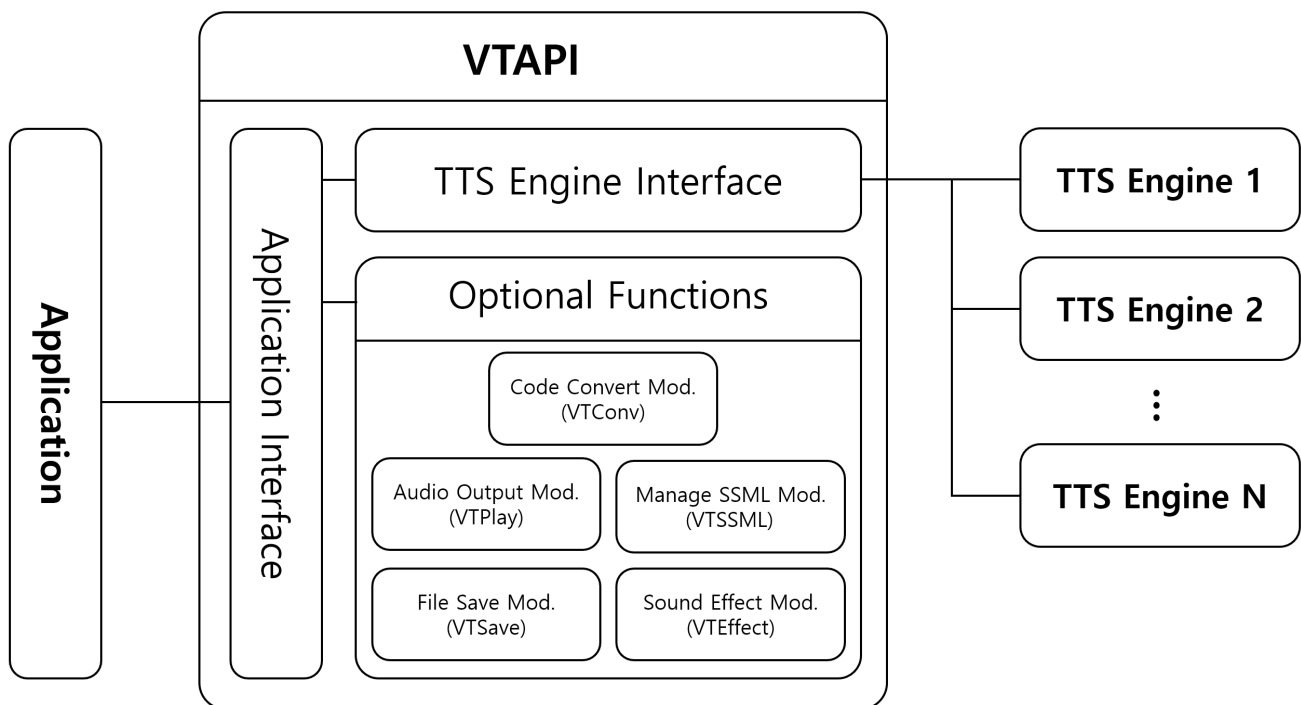 VTAPI
Application
Application Interface
TTS Engine Interface
Optional Functions
Code Convert Mod.
(VTConv)
Audio Output Mod.
(VTPlay)
Manage SSML Mod.
(VTSSML)
File Save Mod.
(VTSave)
Sound Effect Mod.
(VTEffect)
TTS Engine 1
TTS Engine 2
⋮
TTS Engine N